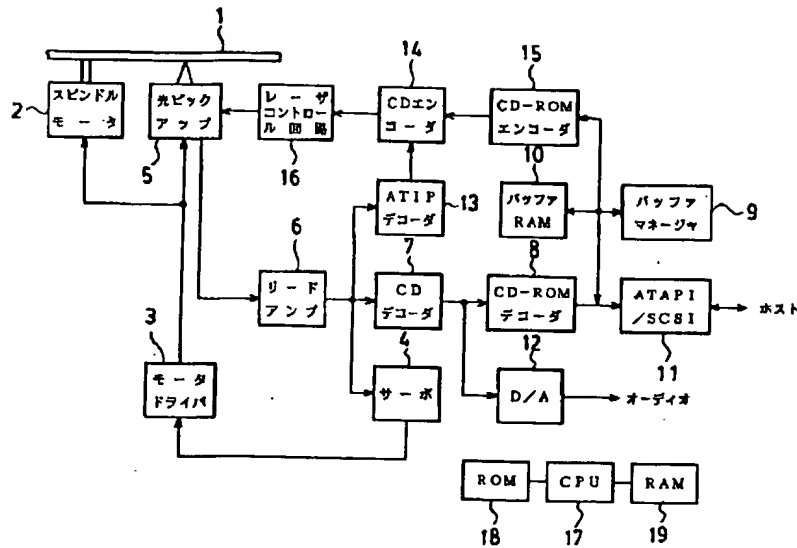 1
14
15
スピンドル
モータ
2
光ピック
アップ
5
レーザ
コントロー
ル回路
16
CDエン
コーダ
CD-ROM
エンコーダ
10
バッファ
RAM
バッファ
マネージャ
9
ATIP
デコーダ
13
6
リード
アンプ
7
CD
デコーダ
8
CD-ROM
デコーダ
ATAPI
/SCSI
11
ホスト
3
モータ
ドライバ
4
サーボ
12
D/A
オーディオ
ROM
18
CPU
17
RAM
19